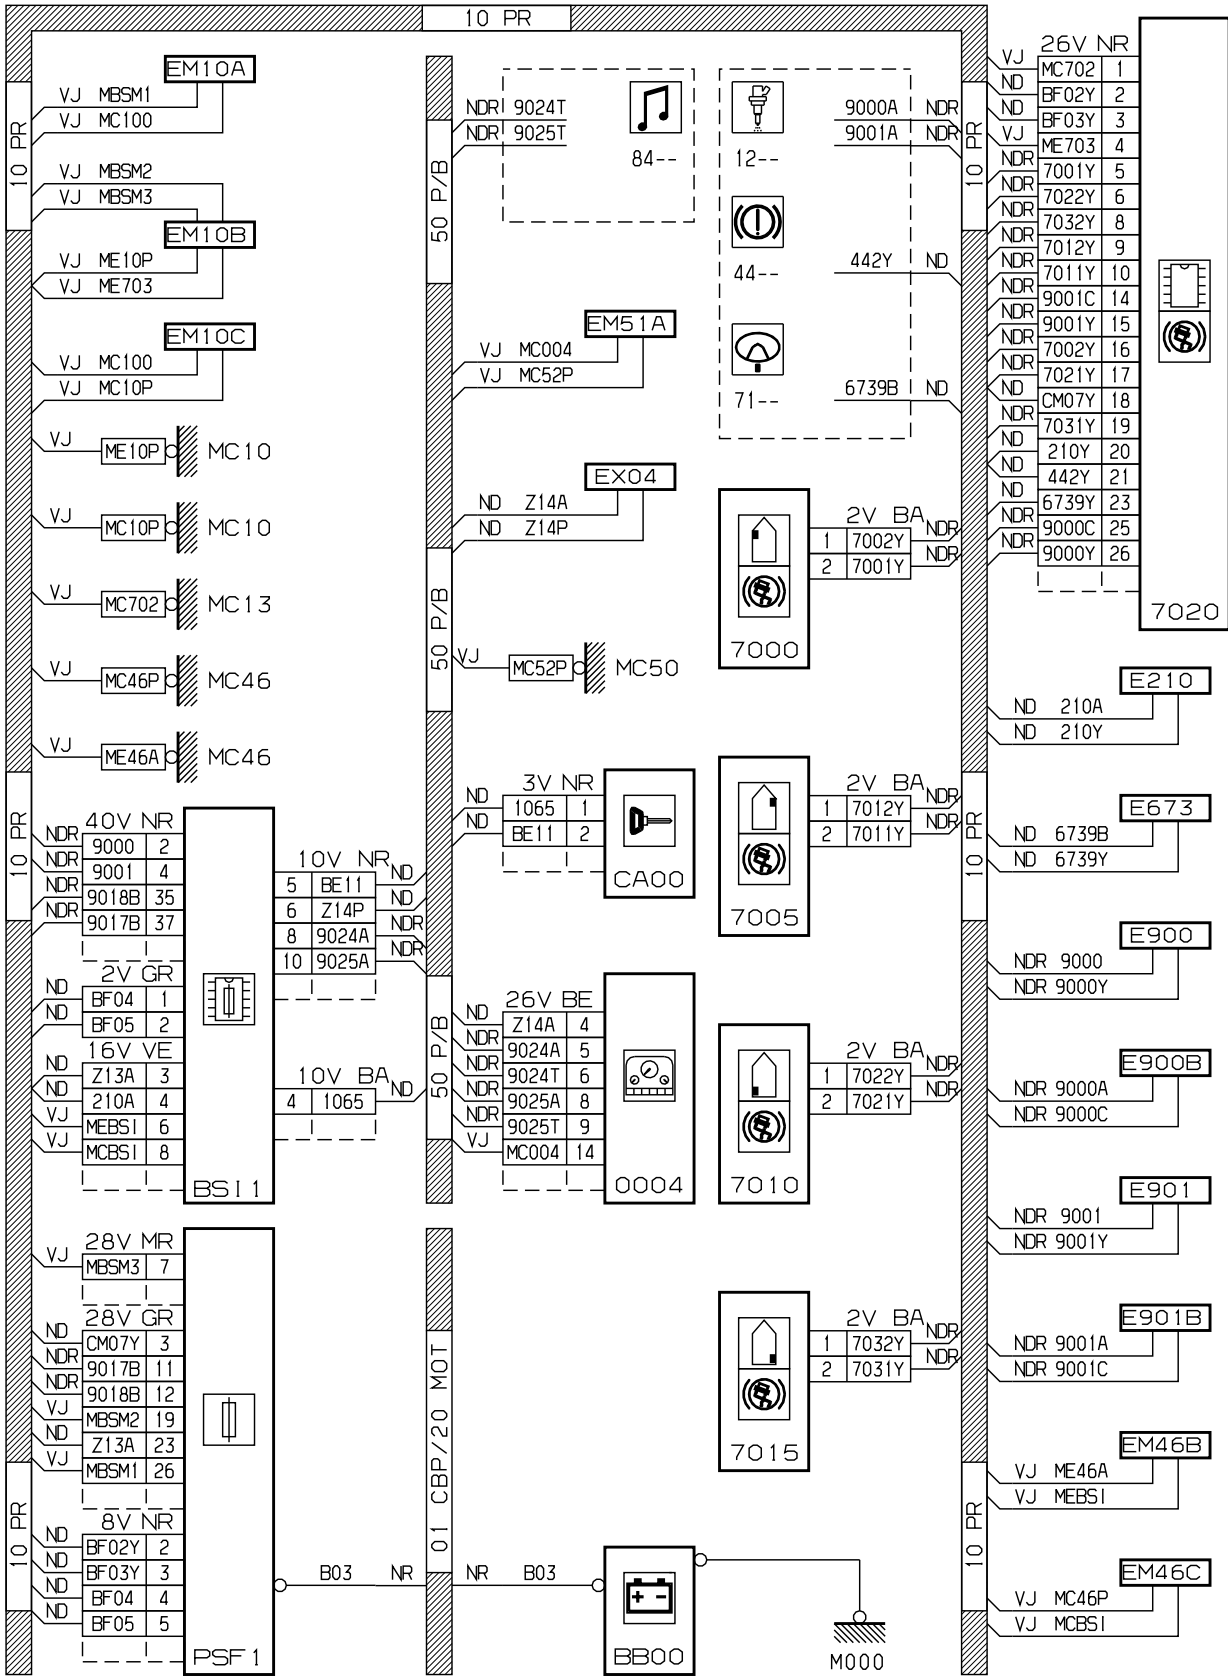 10 PR
EM10A
VJ MBSM1
VJ MC100
10 PR
VJ MBSM2
VJ MBSM3
EM10B
VJ ME10P
VJ ME703
EM10C
VJ MC100
VJ MC10P
VJ ME10P MC10
VJ MC10P MC10
VJ MC702 MC13
VJ MC46P MC46
VJ ME46A MC46
10 PR
40V NR
NDR 9000 2
NDR 9001 4
NDR 9018B 35
NDR 9017B 37
2V GR
ND BF04 1
ND BF05 2
16V VE
ND Z13A 3
ND 210A 4
VJ MEBSI 6
VJ MCBSI 8
10V NR
5 BE11 ND
6 Z14P ND
8 9024A NDR
10 9025A NDR
10V BA
4 1065 ND
BSI1
28V MR
VJ MBSM3 7
28V GR
ND CM07Y 3
NDR 9017B 11
NDR 9018B 12
VJ MBSM2 19
ND Z13A 23
VJ MBSM1 26
10 PR
8V NR
ND BF02Y 2
ND BF03Y 3
ND BF04 4
ND BF05 5
PSF1
B03 NR
01 CBP/20 MOT
NR B03
BB00
M000
50 P/B
NDR 9024T
NDR 9025T
84--
EM51A
VJ MC004
VJ MC52P
EX04
ND Z14A
ND Z14P
50 P/B
VJ MC52P MC50
3V NR
ND 1065 1
ND BE11 2
CA00
50 P/B
26V BE
ND Z14A 4
NDR 9024A 5
NDR 9024T 6
NDR 9025A 8
NDR 9025T 9
VJ MC004 14
0004
12--
9000A NDR
9001A NDR
44--
442Y ND
71--
6739B ND
2V BA
1 7002Y NDR
2 7001Y NDR
7000
2V BA
1 7012Y NDR
2 7011Y NDR
7005
2V BA
1 7022Y NDR
2 7021Y NDR
7010
2V BA
1 7032Y NDR
2 7031Y NDR
7015
10 PR
26V NR
VJ MC702 1
ND BF02Y 2
ND BF03Y 3
VJ ME703 4
NDR 7001Y 5
NDR 7022Y 6
NDR 7032Y 8
NDR 7012Y 9
NDR 7011Y 10
NDR 9001C 14
NDR 9001Y 15
NDR 7002Y 16
NDR 7021Y 17
ND CM07Y 18
NDR 7031Y 19
ND 210Y 20
ND 442Y 21
ND 6739Y 23
NDR 9000C 25
NDR 9000Y 26
7020
E210
ND 210A
ND 210Y
10 PR
E673
ND 6739B
ND 6739Y
E900
NDR 9000
NDR 9000Y
E900B
NDR 9000A
NDR 9000C
E901
NDR 9001
NDR 9001Y
E901B
NDR 9001A
NDR 9001C
10 PR
EM46B
VJ ME46A
VJ MEBSI
EM46C
VJ MC46P
VJ MCBSI